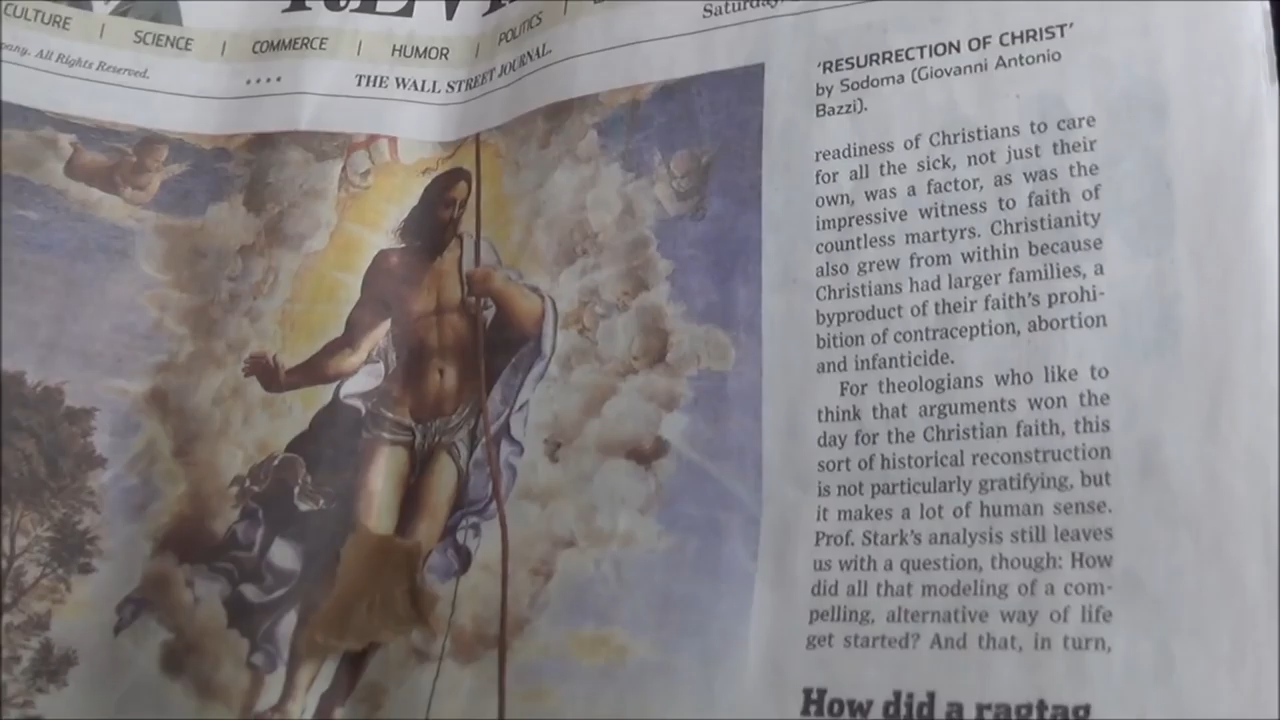 CULTURE | SCIENCE | COMMERCE | HUMOR | POLITICS |
Saturday,
pany. All Rights Reserved.
****
THE WALL STREET JOURNAL.
'RESURRECTION OF CHRIST'
by Sodoma (Giovanni Antonio
Bazzi).
readiness of Christians to care
for all the sick, not just their
own, was a factor, as was the
impressive witness to faith of
countless martyrs. Christianity
also grew from within because
Christians had larger families, a
byproduct of their faith's prohi-
bition of contraception, abortion
and infanticide.
For theologians who like to
think that arguments won the
day for the Christian faith, this
sort of historical reconstruction
is not particularly gratifying, but
it makes a lot of human sense.
Prof. Stark's analysis still leaves
us with a question, though: How
did all that modeling of a com-
pelling, alternative way of life
get started? And that, in turn,
How did a ragtag